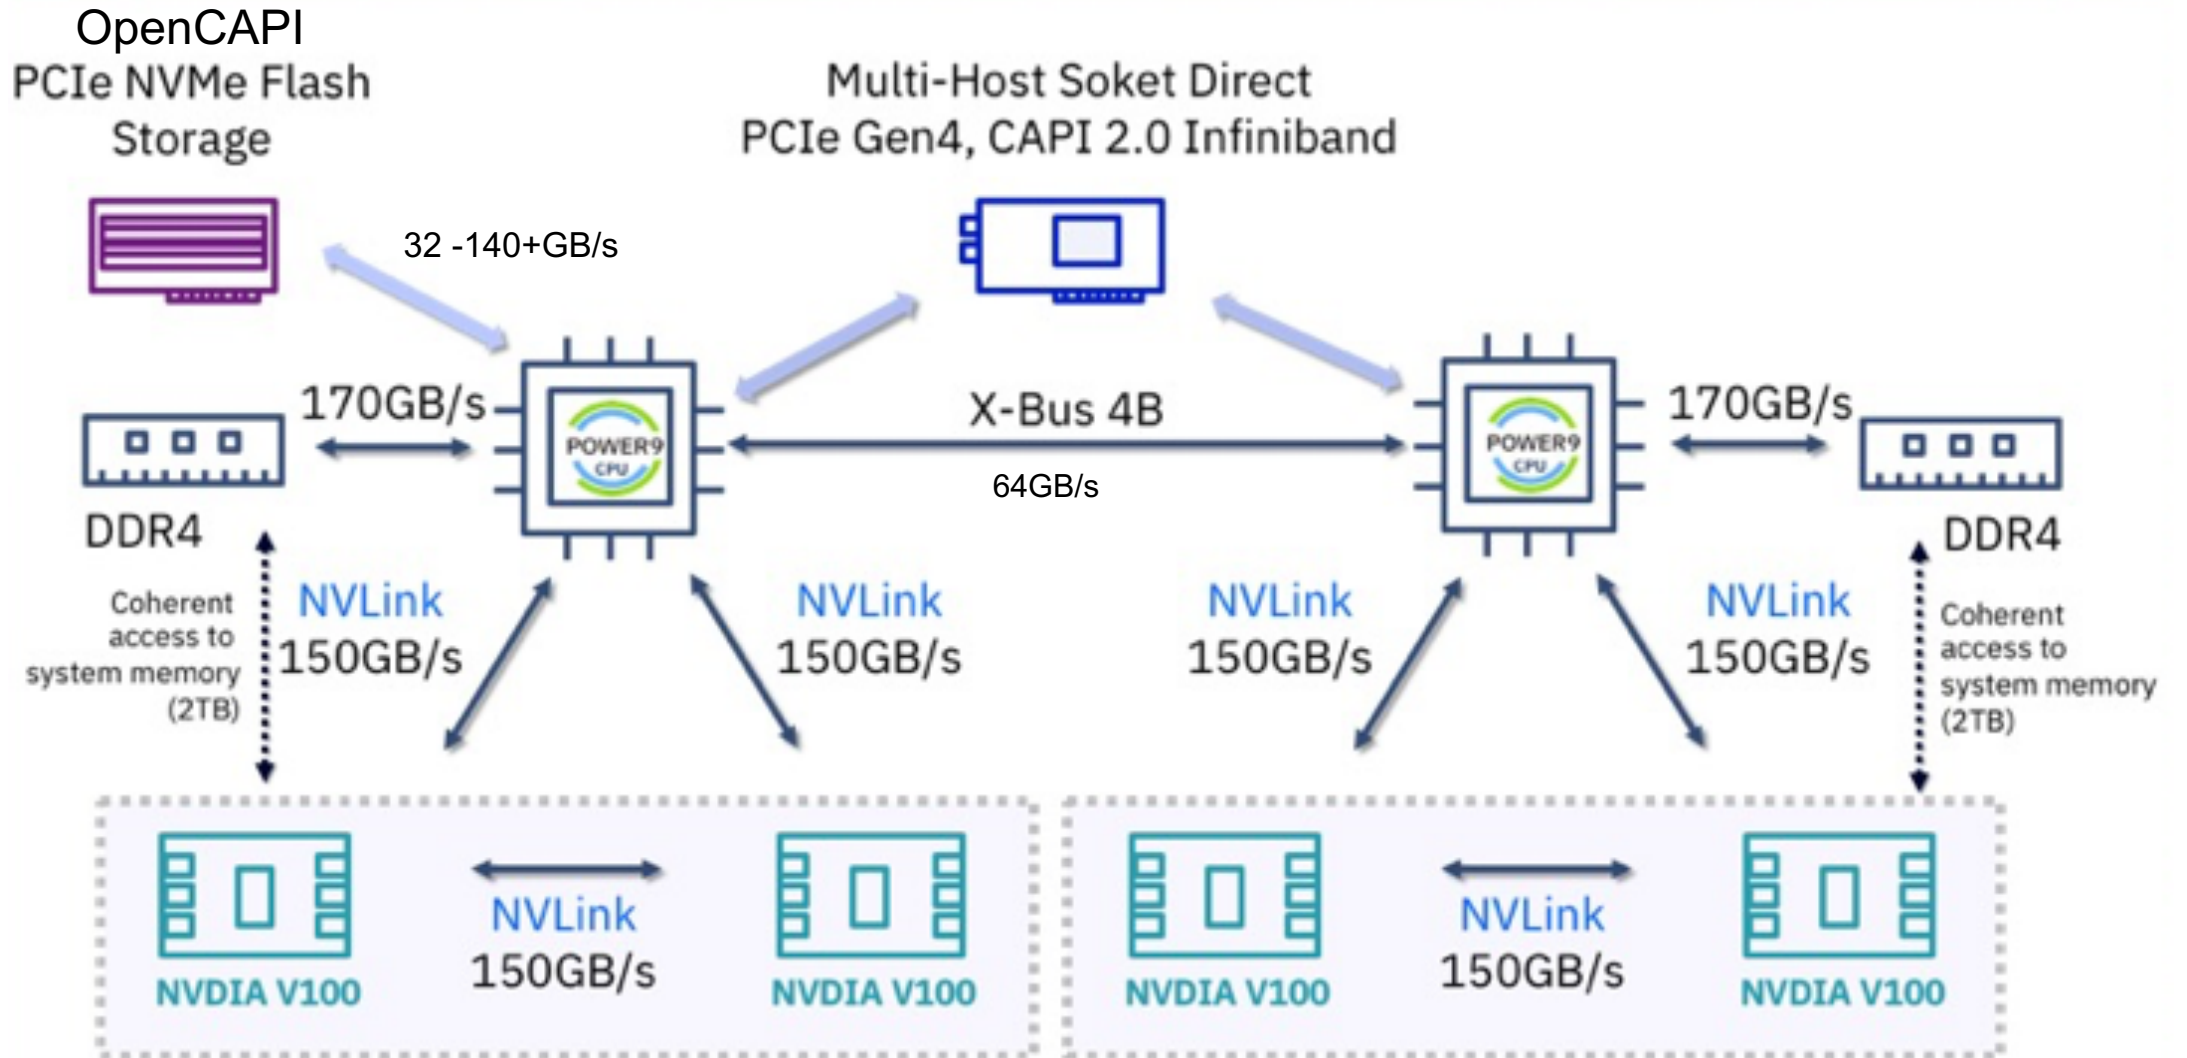 OpenCAPI
PCIe NVMe Flash
Storage
Multi-Host Soket Direct
PCIe Gen4, CAPI 2.0 Infiniband
32 -140+GB/s
170GB/s
X-Bus 4B
170GB/s
POWER9
CPU
POWER9
CPU
64GB/s
DDR4
DDR4
Coherent
access to
system memory
(2TB)
NVLink
150GB/s
NVLink
150GB/s
NVLink
150GB/s
NVLink
150GB/s
Coherent
access to
system memory
(2TB)
NVLink
150GB/s
NVLink
150GB/s
NVDIA V100
NVDIA V100
NVDIA V100
NVDIA V100